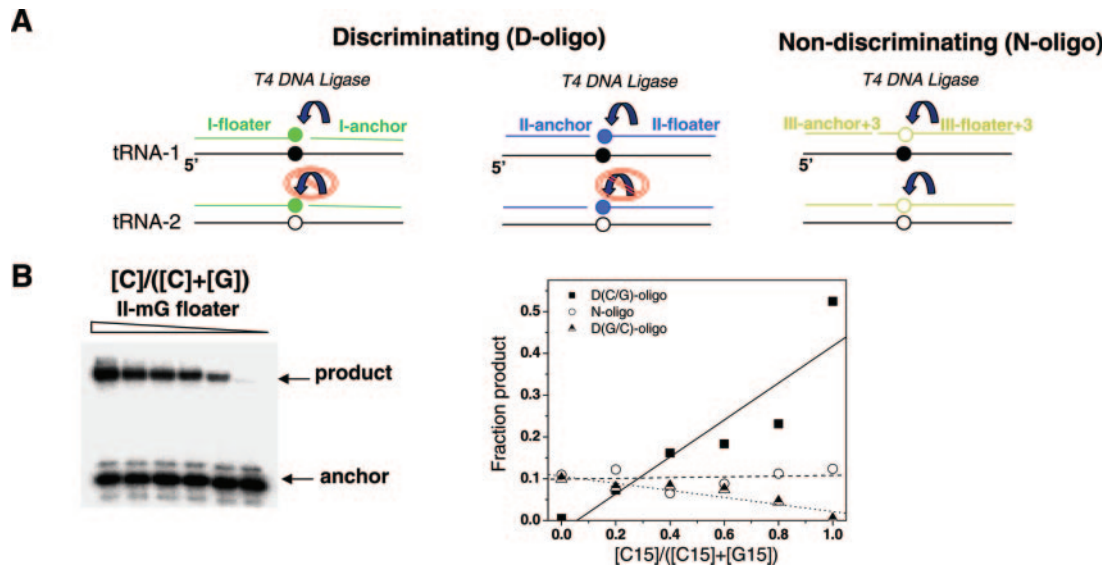 A
Discriminating (D-oligo)
Non-discriminating (N-oligo)
T4 DNA Ligase
T4 DNA Ligase
T4 DNA Ligase
I-floater
I-anchor
II-anchor
II-floater
III-anchor+3
III-floater+3
tRNA-1
5'
5'
5'
tRNA-2
B
[C]/([C]+[G])
II-mG floater
product
anchor
D(C/G)-oligo
N-oligo
D(G/C)-oligo
Fraction product
0.5
0.4
0.3
0.2
0.1
0.0
0.0 0.2 0.4 0.6 0.8 1.0
[C15]/([C15]+[G15])